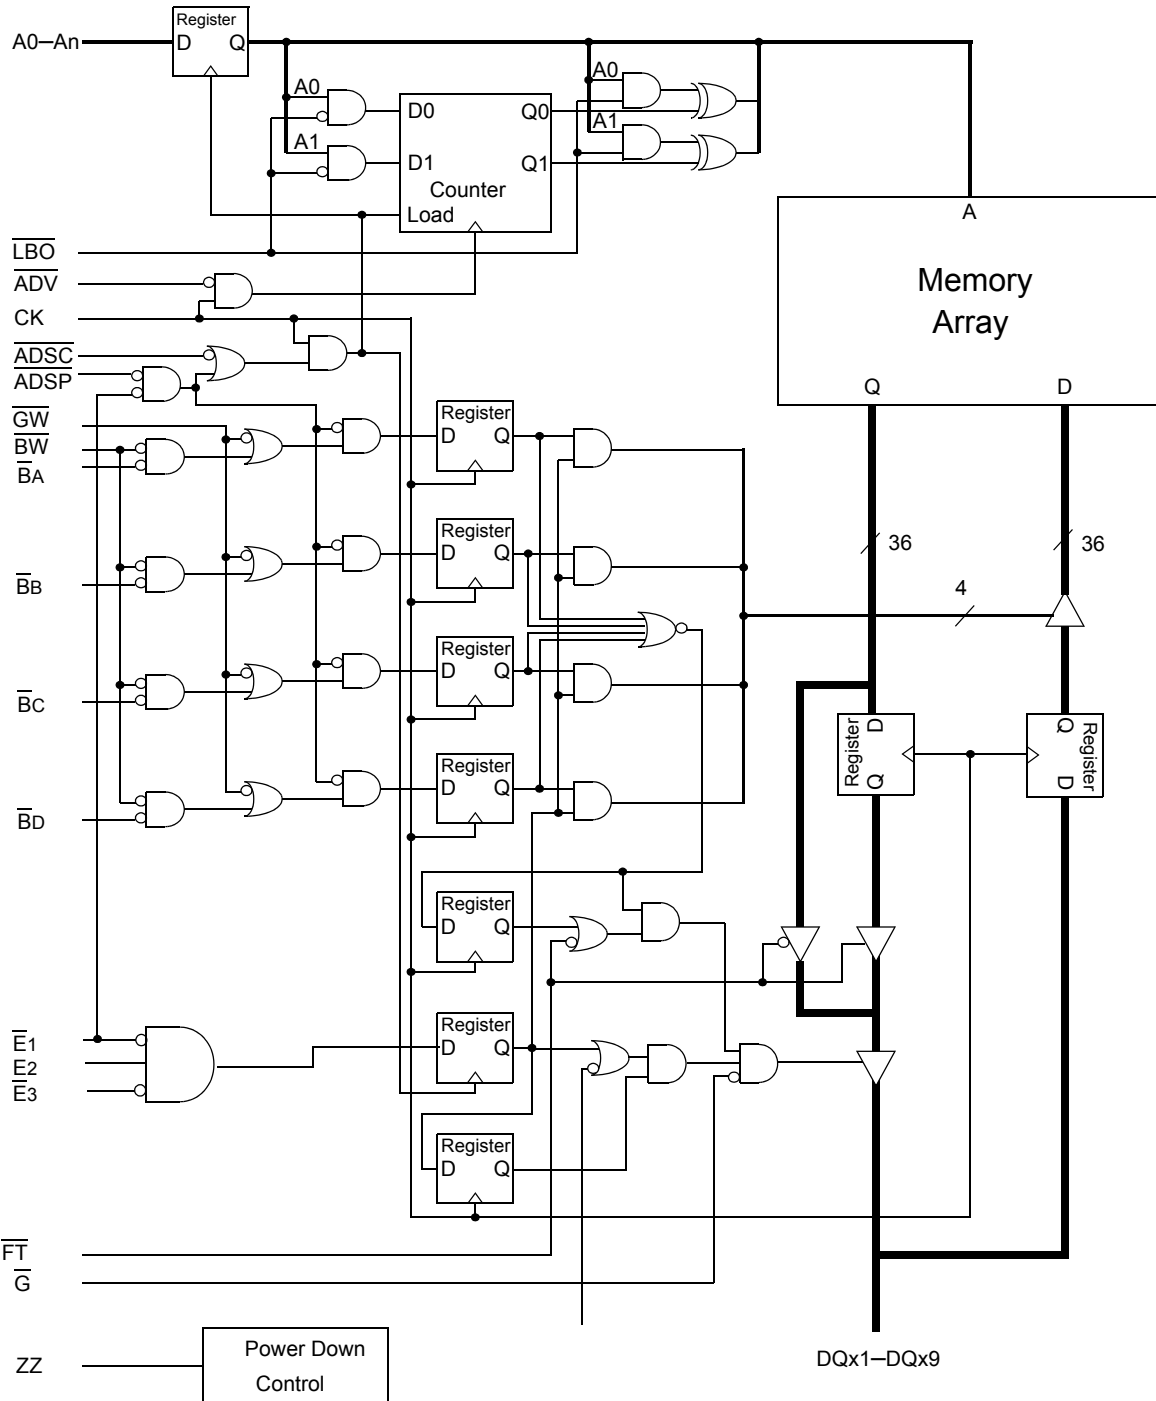 Register
A0–An D Q
A0 A0
D0 Q0
A1 A1
D1 Q1
Counter
Load
A
LBO
ADV
CK
Memory
Array
ADSC
ADSP
Q D
GW
BW
BA
Register
D Q
36 36
Register
D Q
BB
4
Register
D Q
BC
D Register Q
Q Register D
Register
D Q
BD
Register
D Q
E1
E2
E3
Register
D Q
Register
D Q
FT
G
ZZ
Power Down
Control
DQx1–DQx9